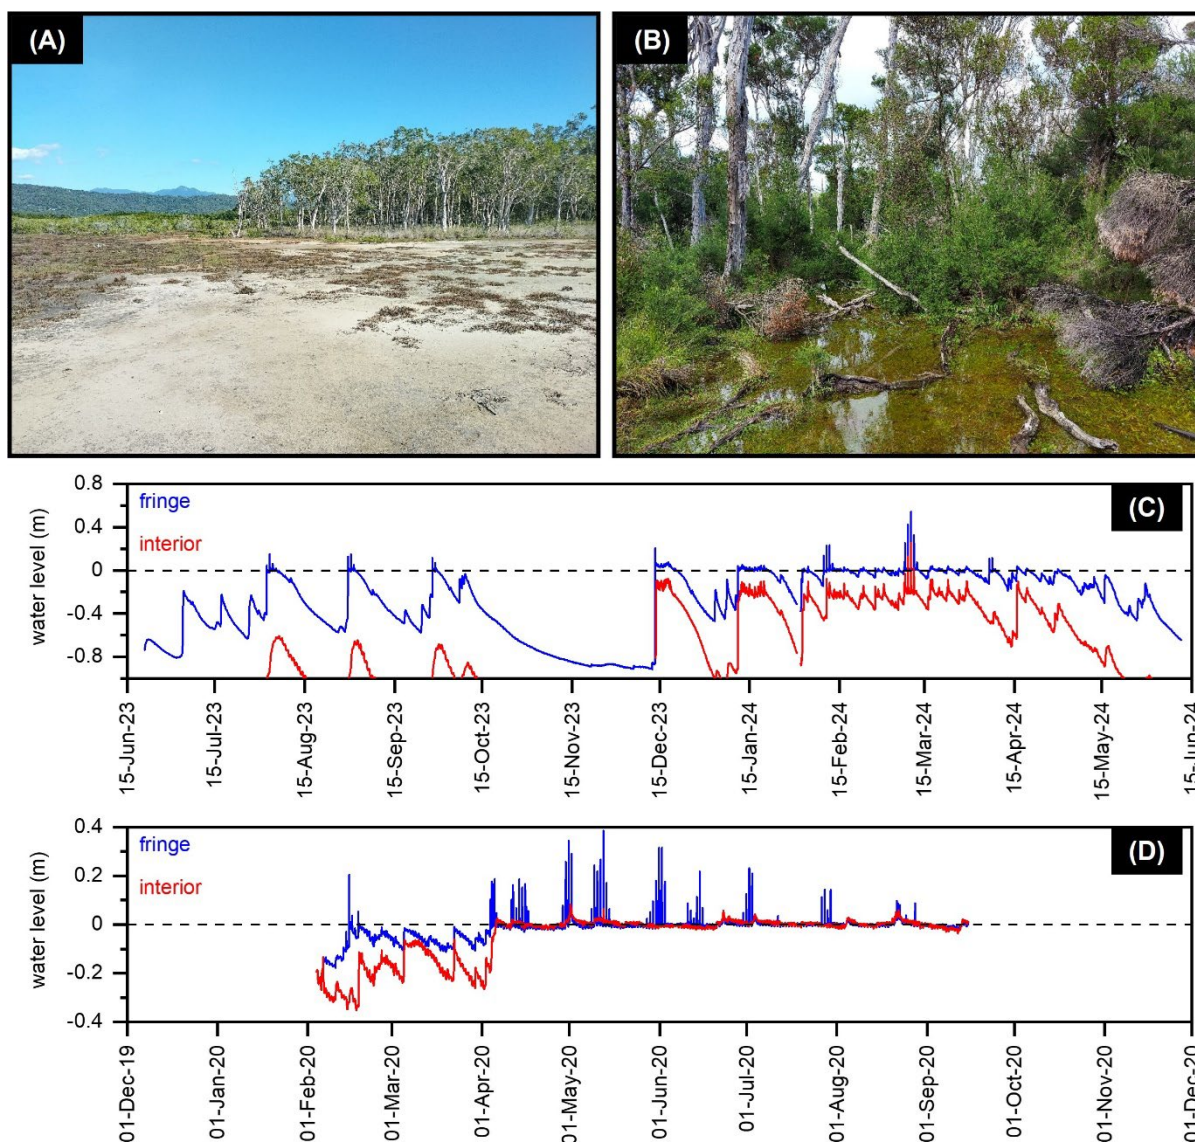 (A)
(B)
(C)
fringe
interior
water level (m)
0.8
0.4
0
-0.4
-0.8
15-Jun-23
15-Jul-23
15-Aug-23
15-Sep-23
15-Oct-23
15-Nov-23
15-Dec-23
15-Jan-24
15-Feb-24
15-Mar-24
15-Apr-24
15-May-24
15-Jun-24
(D)
fringe
interior
water level (m)
0.4
0.2
0
-0.2
-0.4
01-Dec-19
01-Jan-20
01-Feb-20
01-Mar-20
01-Apr-20
01-May-20
01-Jun-20
01-Jul-20
01-Aug-20
01-Sep-20
01-Oct-20
01-Nov-20
01-Dec-20